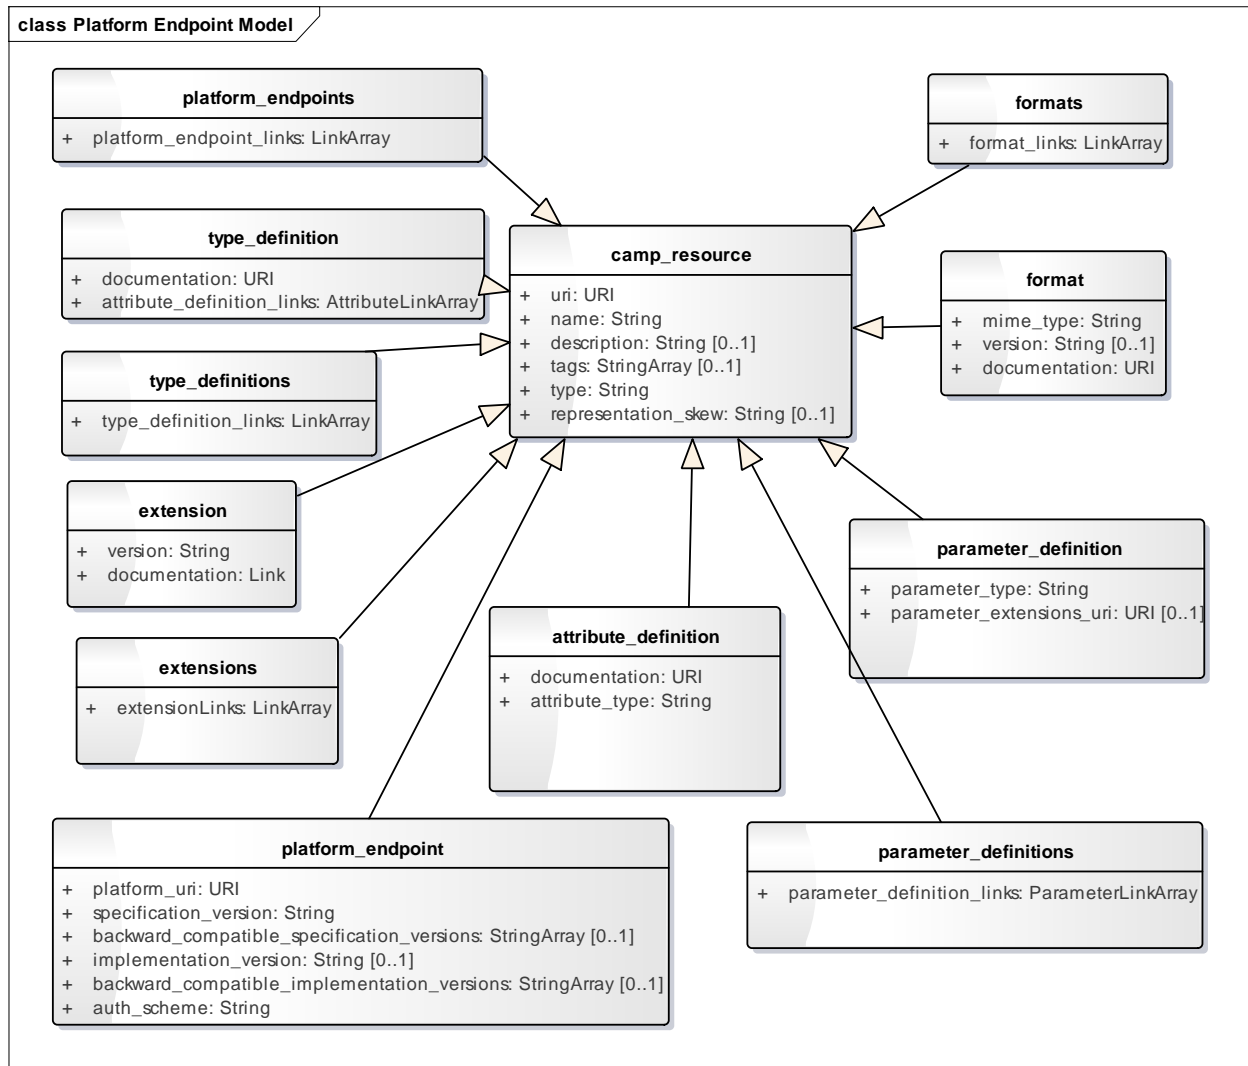 class Platform Endpoint Model
platform_endpoints
+ platform_endpoint_links: LinkArray
formats
+ format_links: LinkArray
type_definition
+ documentation: URI
+ attribute_definition_links: AttributeLinkArray
camp_resource
+ uri: URI
+ name: String
+ description: String [0..1]
+ tags: StringArray [0..1]
+ type: String
+ representation_skew: String [0..1]
format
+ mime_type: String
+ version: String [0..1]
+ documentation: URI
type_definitions
+ type_definition_links: LinkArray
extension
+ version: String
+ documentation: Link
parameter_definition
+ parameter_type: String
+ parameter_extensions_uri: URI [0..1]
extensions
+ extensionLinks: LinkArray
attribute_definition
+ documentation: URI
+ attribute_type: String
platform_endpoint
+ platform_uri: URI
+ specification_version: String
+ backward_compatible_specification_versions: StringArray [0..1]
+ implementation_version: String [0..1]
+ backward_compatible_implementation_versions: StringArray [0..1]
+ auth_scheme: String
parameter_definitions
+ parameter_definition_links: ParameterLinkArray